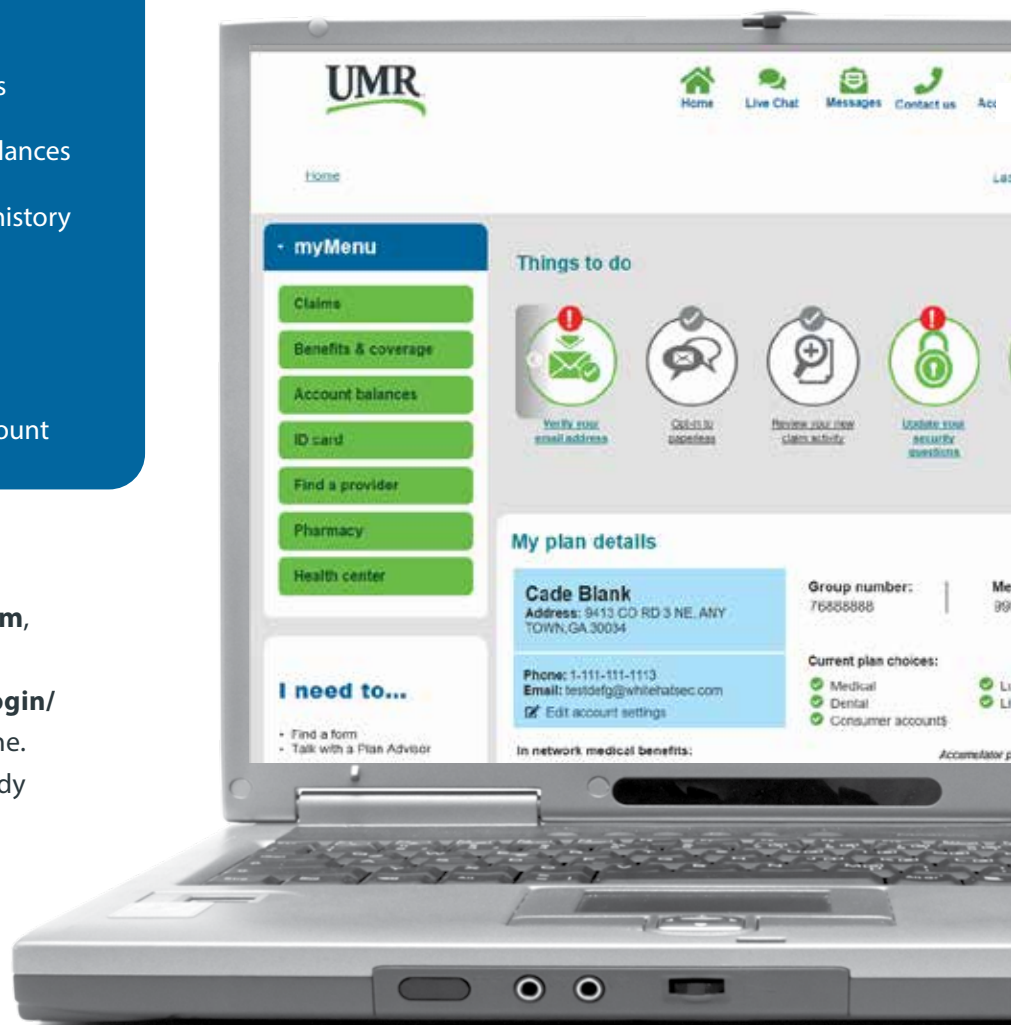 s
lances
history
ount
m,
ogin/
ne.
dy
UMR
Home
Live Chat
Messages
Contact us
Acc
Home
Las
myMenu
Claims
Benefits & coverage
Account balances
ID card
Find a provider
Pharmacy
Health center
I need to...
Find a form
Talk with a Plan Advisor
Things to do
Verify your
email address
Opt-in to
paperless
Review your new
claim activity
Update your
security
questions
My plan details
Cade Blank
Address: 9413 CO RD 3 NE, ANY
TOWN,GA 30034
Phone: 1-111-111-1113
Email: testdefg@whitehatsec.com
Edit account settings
Group number:
76888888
Me
99
Current plan choices:
Medical
Dental
Consumer account$
Li
In network medical benefits:
Accumulator p